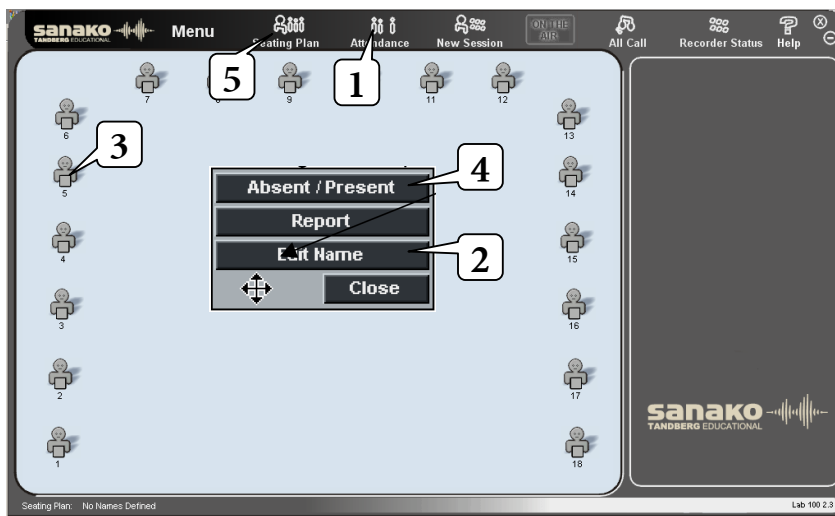 sanako
TANDBERG EDUCATIONAL
Menu
Seating Plan
Attendance
New Session
ON THE
AIR
All Call
Recorder Status
Help
5
1
7
9
11
12
6
13
3
5
14
4
Absent / Present
Report
Edit Name
Close
2
4
15
3
16
2
17
1
18
sanako
TANDBERG EDUCATIONAL
Seating Plan: No Names Defined
Lab 100 2.3